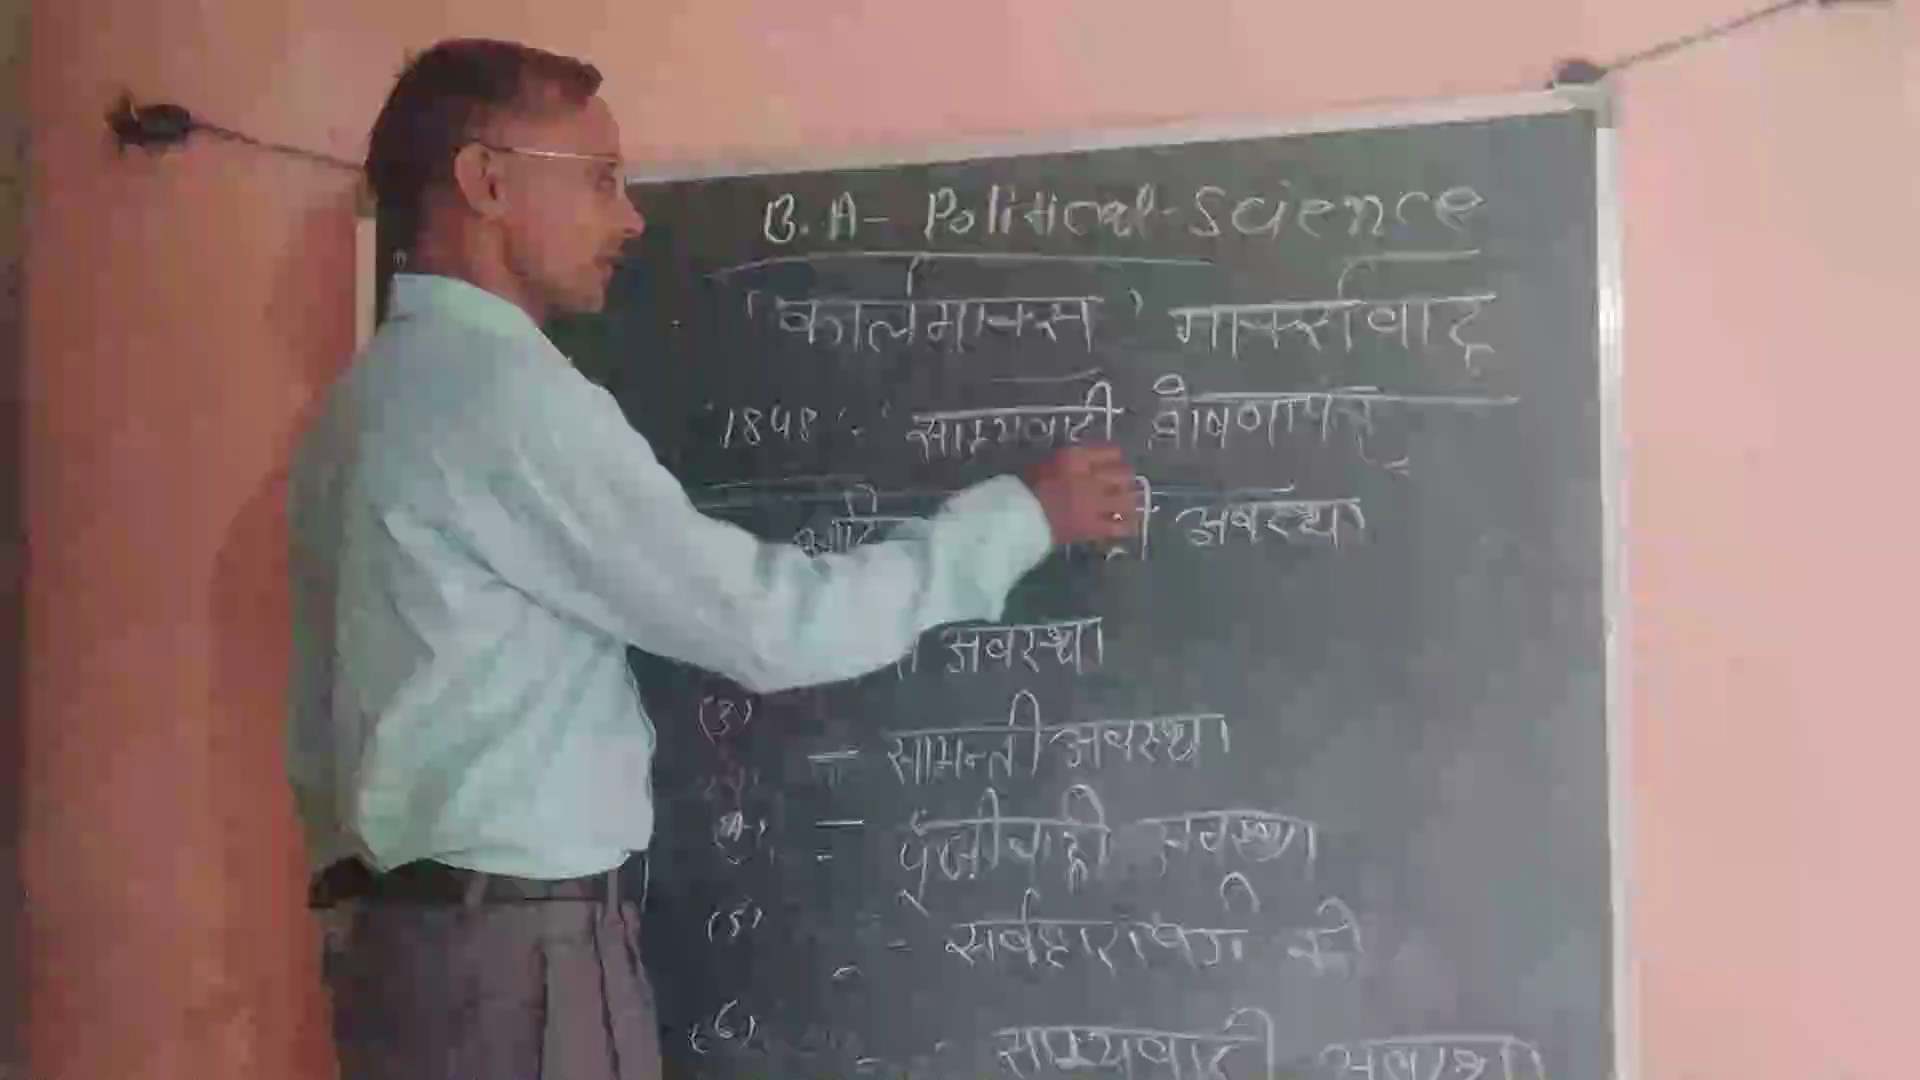 B.A- Political-Science
'कार्लमाक्स' मार्क्सवाद
1848 - साम्यवादी घोषणापत्र
अवस्था
अवस्था
(3) - सामन्ती अवस्था
(4) - पूंजीवादी अवस्था
(5) - सर्वहारावर्ग की
(6) - साम्यवादी अवस्था